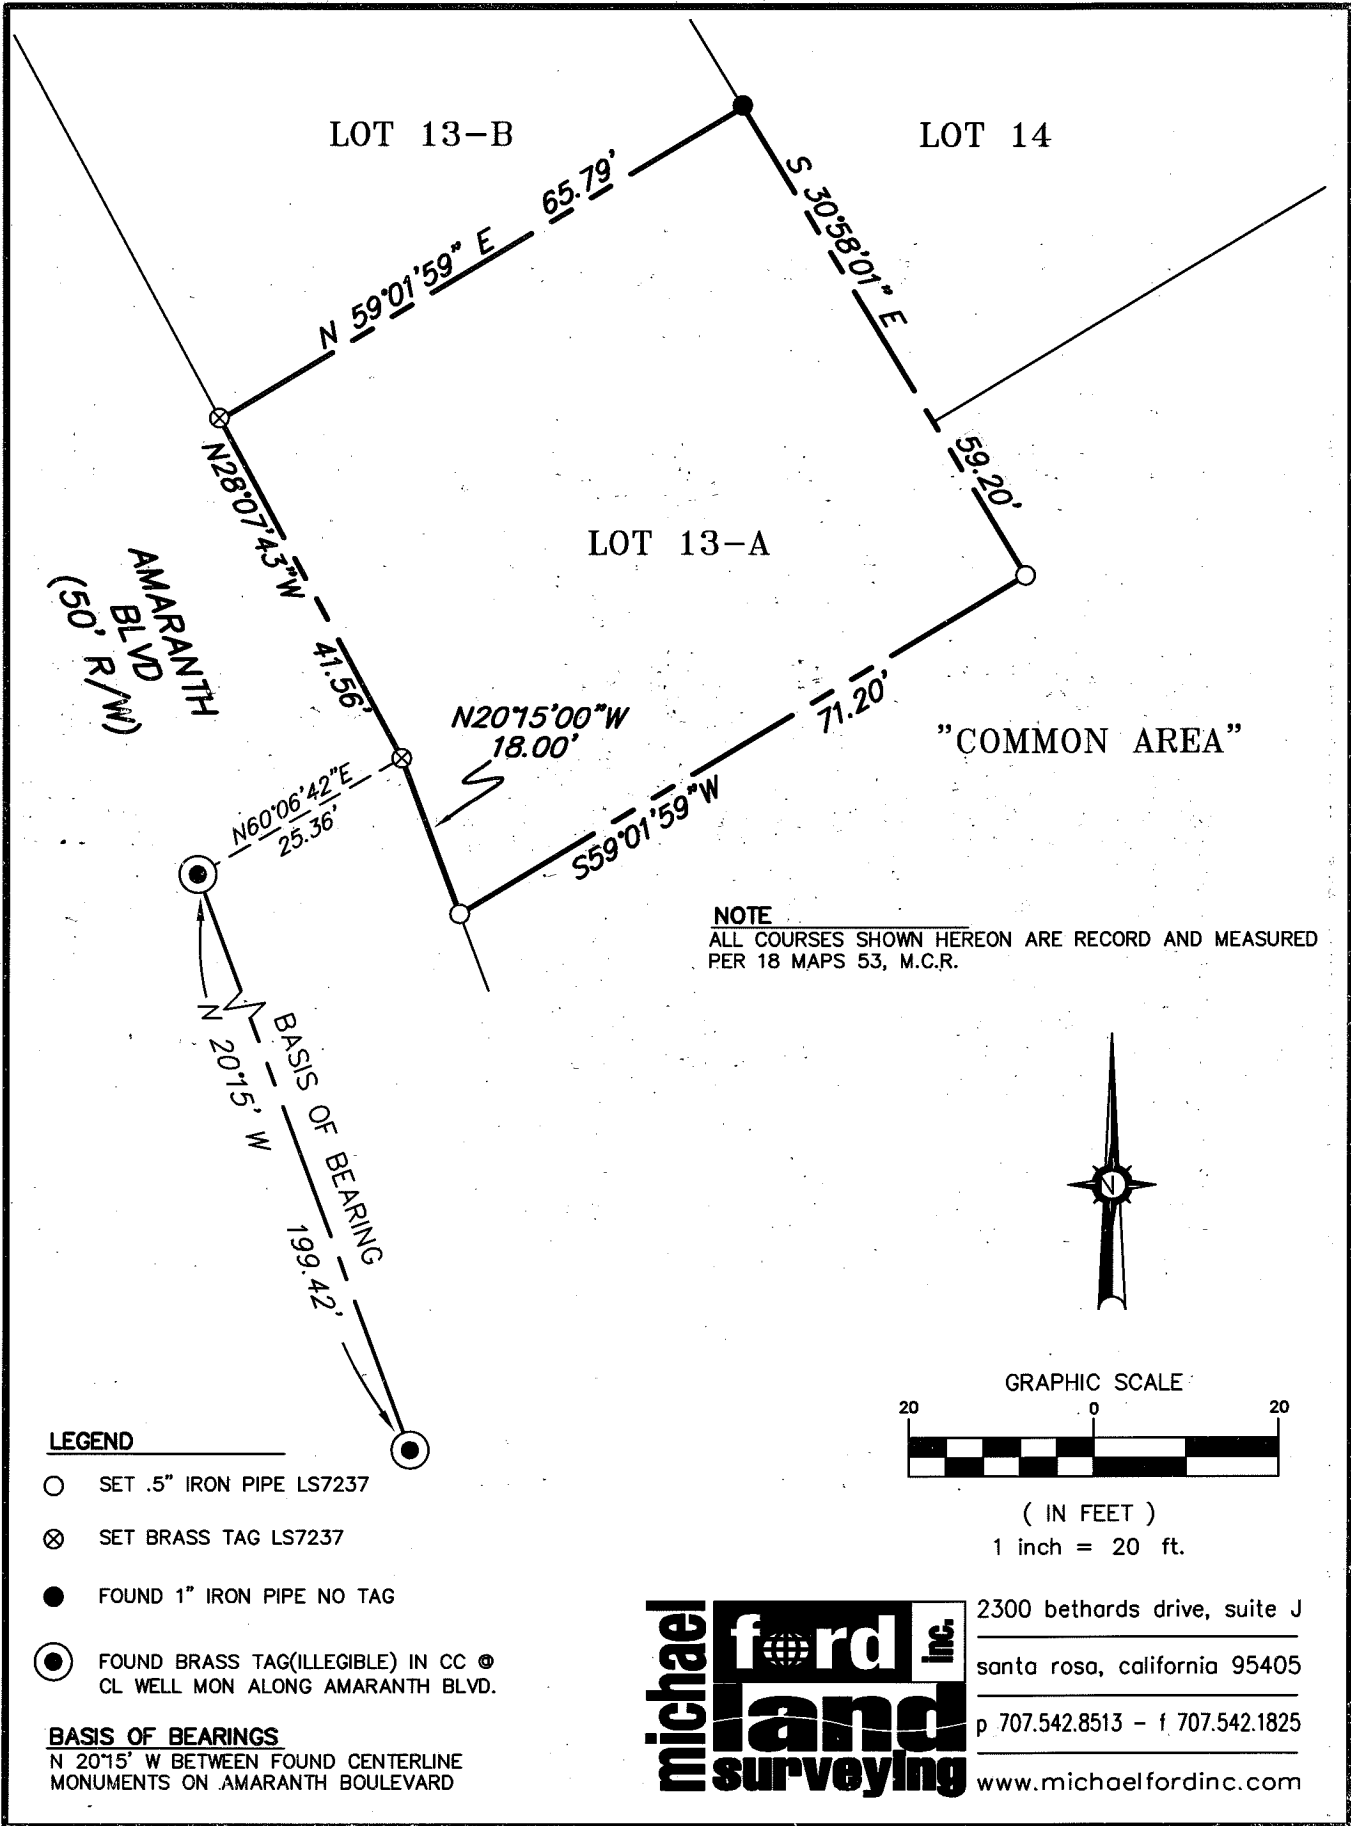 LOT 13-B
LOT 14
N 59°01'59" E 65.79'
S 30°58'01" E 59.20'
N28°07'43"W 41.56'
LOT 13-A
AMARANTH
BLVD
(50' R/W)
N20°15'00"W
18.00'
71.20'
S59°01'59"W
"COMMON AREA"
N60°06'42"E
25.36'
NOTE
ALL COURSES SHOWN HEREON ARE RECORD AND MEASURED
PER 18 MAPS 53, M.C.R.
BASIS OF BEARING
N 20°15' W 199.42'
N
GRAPHIC SCALE
20 0 20
( IN FEET )
1 inch = 20 ft.
LEGEND
SET .5" IRON PIPE LS7237
SET BRASS TAG LS7237
FOUND 1" IRON PIPE NO TAG
FOUND BRASS TAG(ILLEGIBLE) IN CC @
CL WELL MON ALONG AMARANTH BLVD.
BASIS OF BEARINGS
N 20°15' W BETWEEN FOUND CENTERLINE
MONUMENTS ON AMARANTH BOULEVARD
michael
ford
inc.
land
surveying
2300 bethards drive, suite J
santa rosa, california 95405
p 707.542.8513 - f 707.542.1825
www.michaelfordinc.com